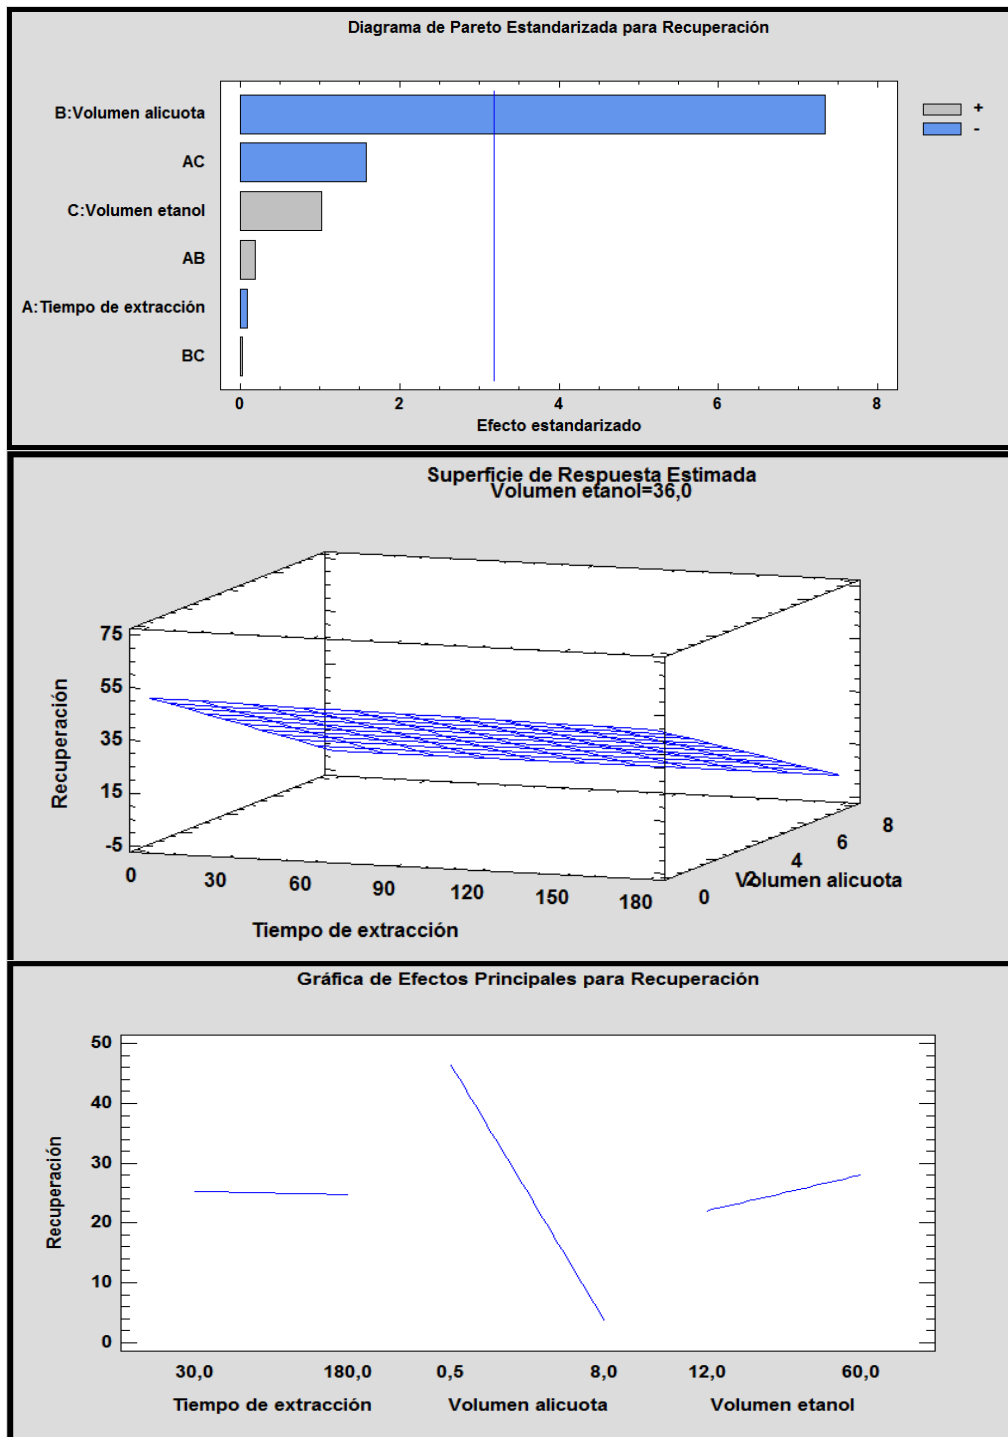 Diagrama de Pareto Estandarizada para Recuperación
B:Volumen alicuota
AC
C:Volumen etanol
AB
A:Tiempo de extracción
BC
+
-
0 2 4 6 8
Efecto estandarizado
Superficie de Respuesta Estimada
Volumen etanol=36,0
75
55
35
15
-5
Recuperación
0 30 60 90 120 150 180
Tiempo de extracción
0 2 4 6 8
Volumen alicuota
Gráfica de Efectos Principales para Recuperación
50
40
30
20
10
0
Recuperación
30,0 180,0 0,5 8,0 12,0 60,0
Tiempo de extracción Volumen alicuota Volumen etanol